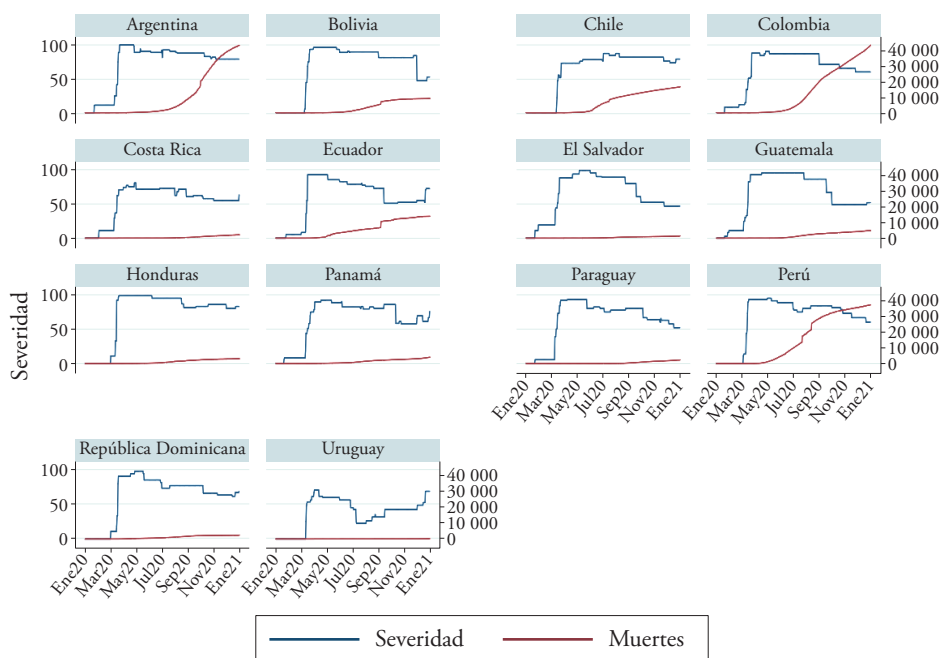 Argentina
Bolivia
Chile
Colombia
100
50
0
40 000
30 000
20 000
10 000
0
Costa Rica
Ecuador
El Salvador
Guatemala
100
50
0
40 000
30 000
20 000
10 000
0
Honduras
Panamá
Paraguay
Perú
100
50
0
40 000
30 000
20 000
10 000
0
Severidad
Ene20
Mar20
May20
Jul20
Sep20
Nov20
Ene21
Ene20
Mar20
May20
Jul20
Sep20
Nov20
Ene21
República Dominicana
Uruguay
100
50
0
40 000
30 000
20 000
10 000
0
Ene20
Mar20
May20
Jul20
Sep20
Nov20
Ene21
Ene20
Mar20
May20
Jul20
Sep20
Nov20
Ene21
Severidad
Muertes